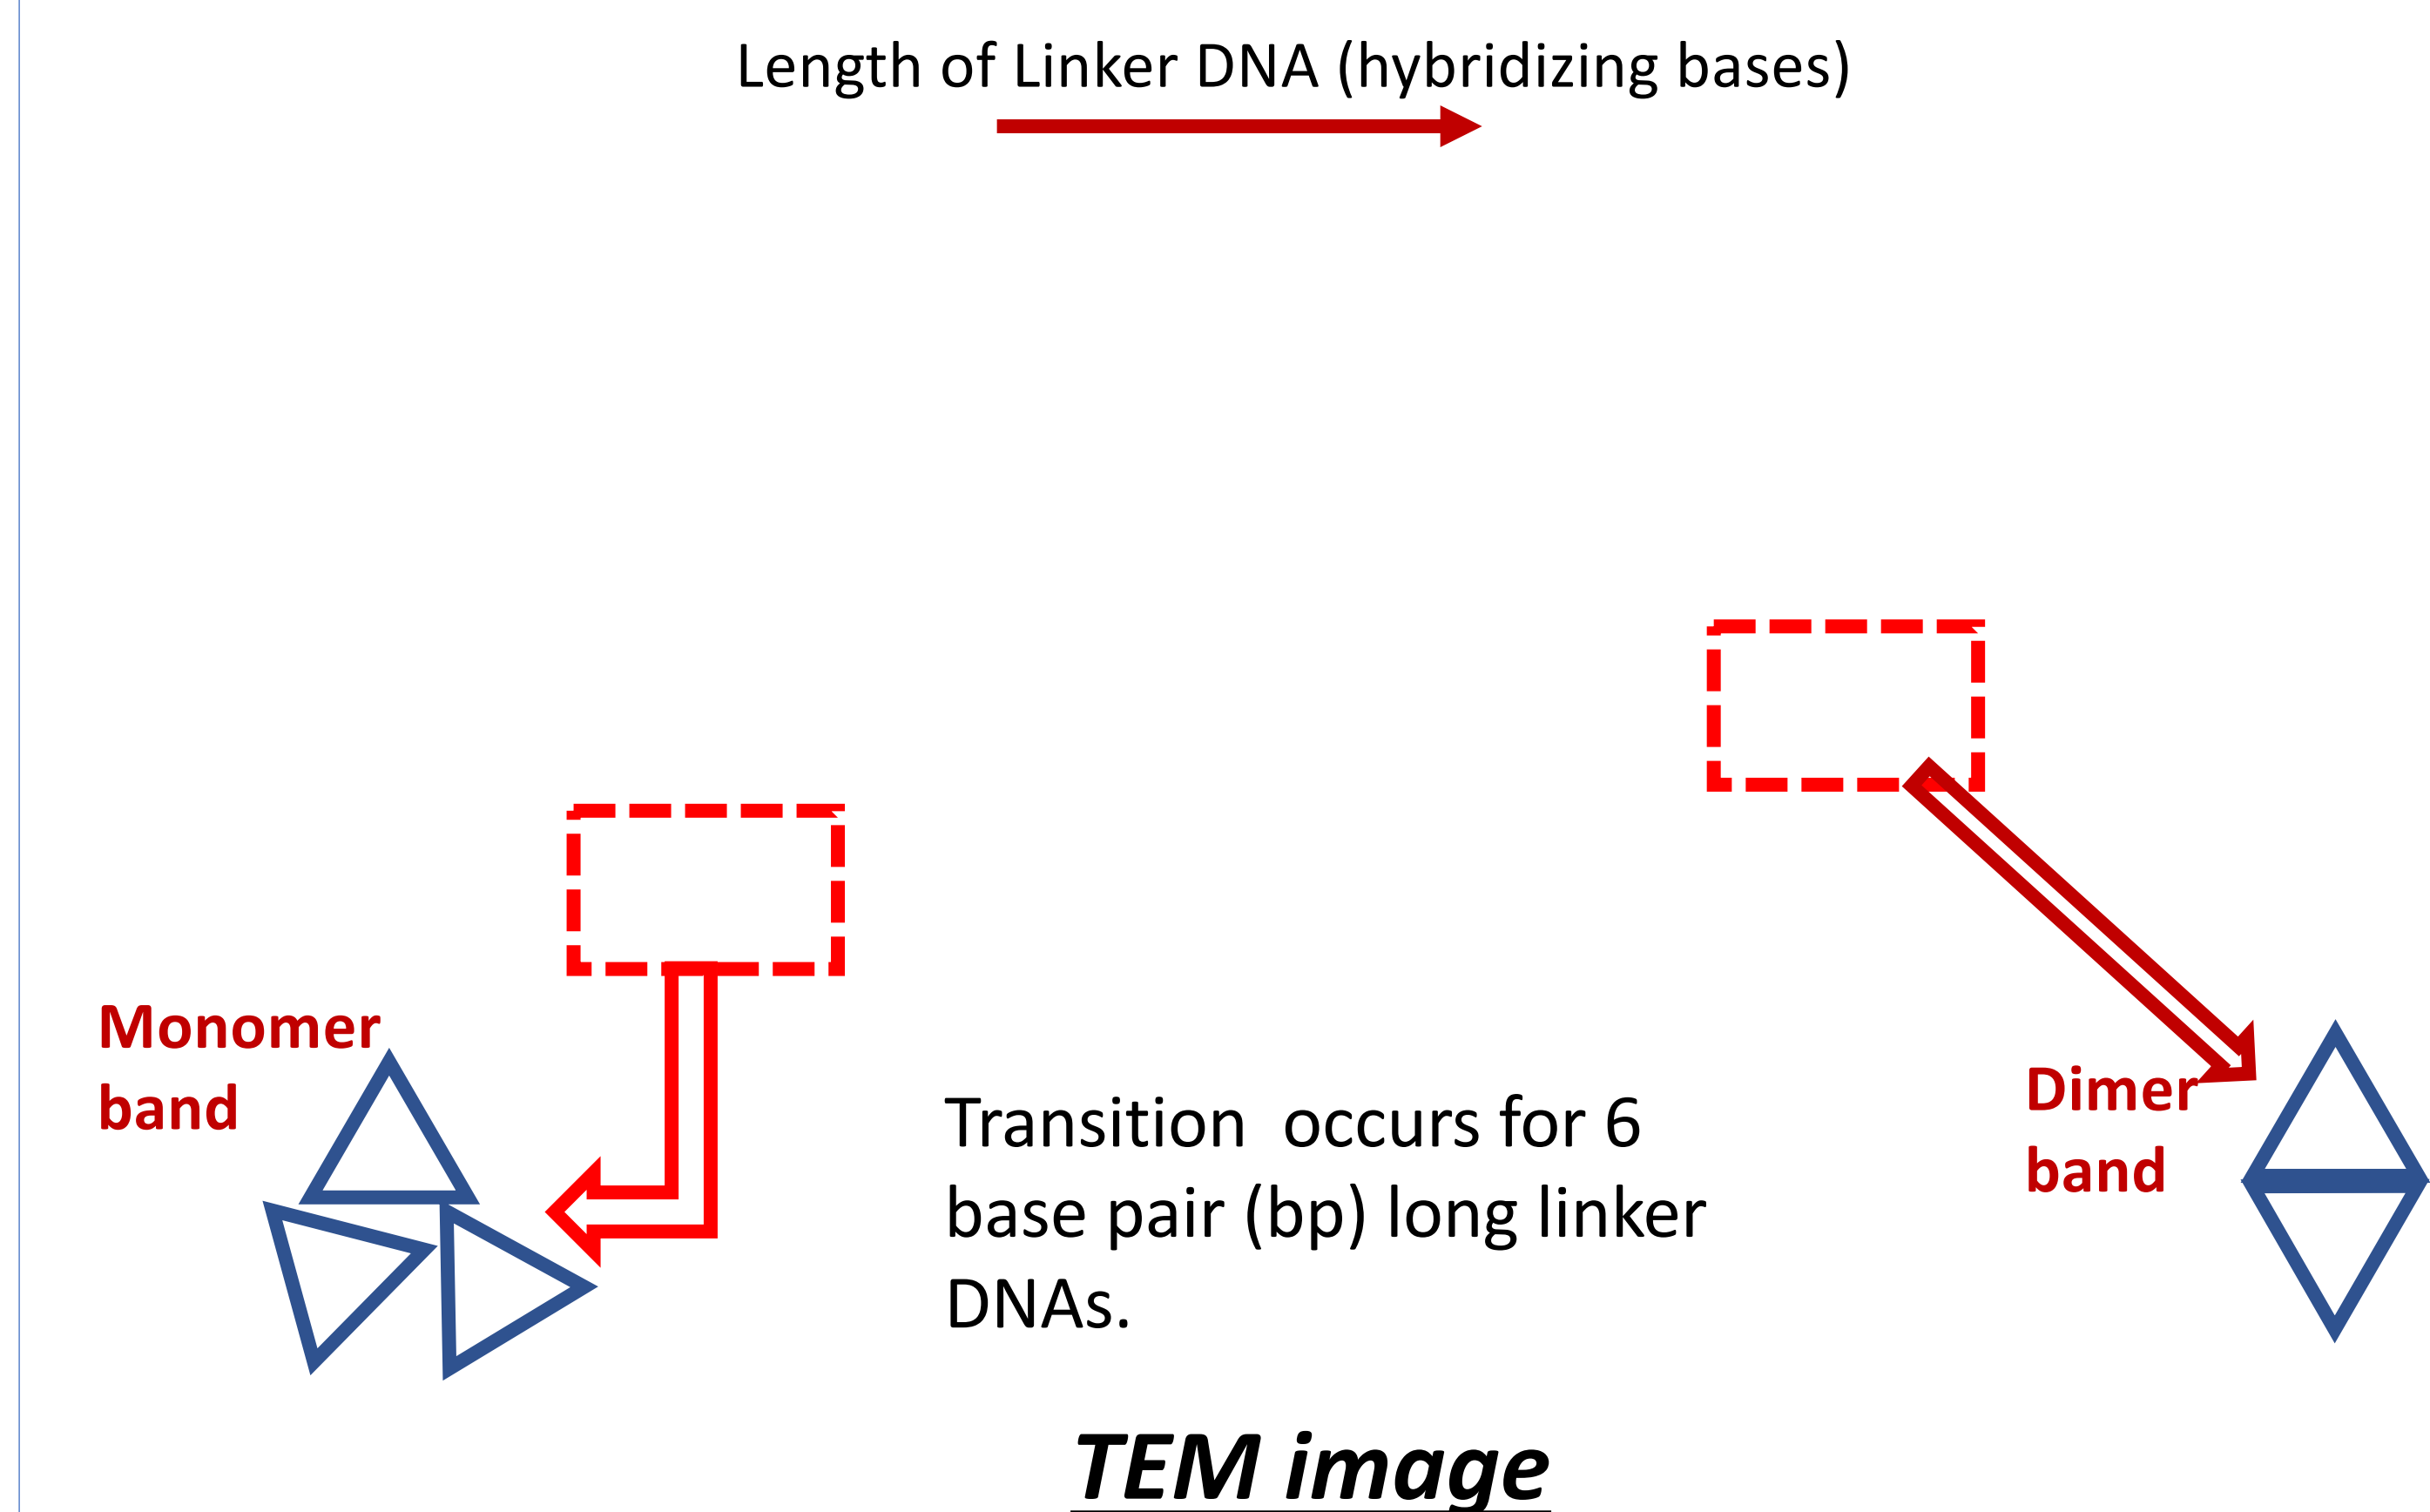 Length of Linker DNA (hybridizing bases)
Monomer
band
Dimer
band
Transition  occurs for 6
base pair (bp) long linker
DNAs.
TEM image